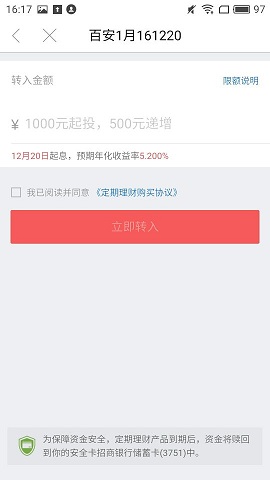 16:17 97
百安1月161220
转入金额 限额说明
¥ 1000元起投，500元递增
12月20日起息，预期年化收益率5.200%
我已阅读并同意 《定期理财购买协议》
立即转入
为保障资金安全，定期理财产品到期后，资金将赎回
到你的安全卡招商银行储蓄卡(3751)中。